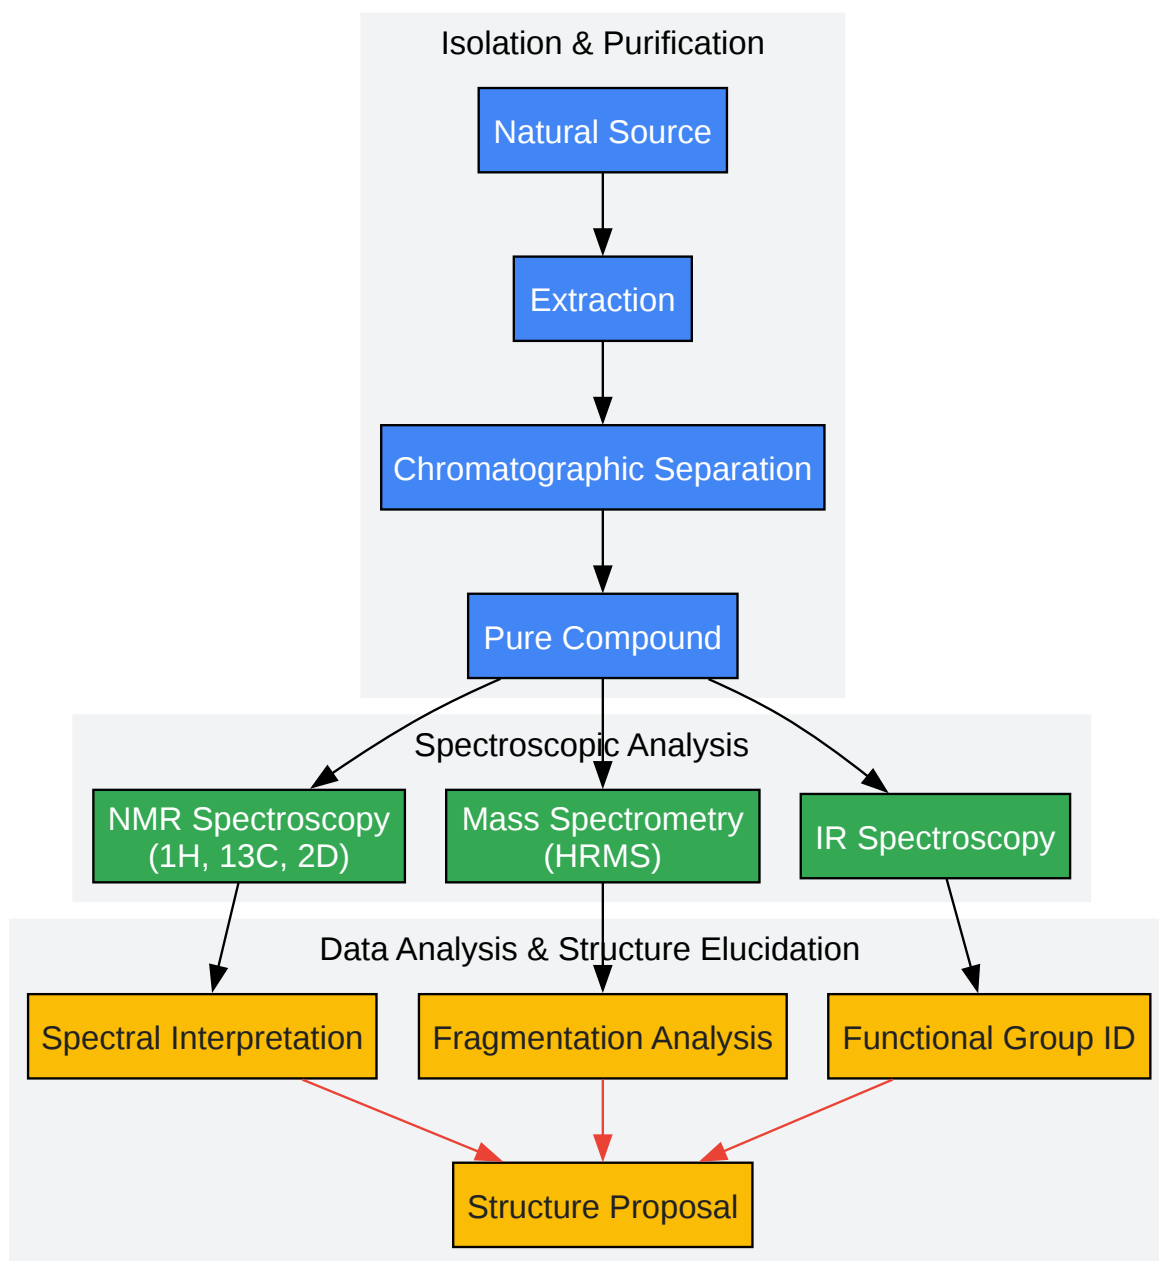 Isolation & Purification
Natural Source
Extraction
Chromatographic Separation
Pure Compound
Spectroscopic Analysis
NMR Spectroscopy
(1H, 13C, 2D)
Mass Spectrometry
(HRMS)
IR Spectroscopy
Data Analysis & Structure Elucidation
Spectral Interpretation
Fragmentation Analysis
Functional Group ID
Structure Proposal